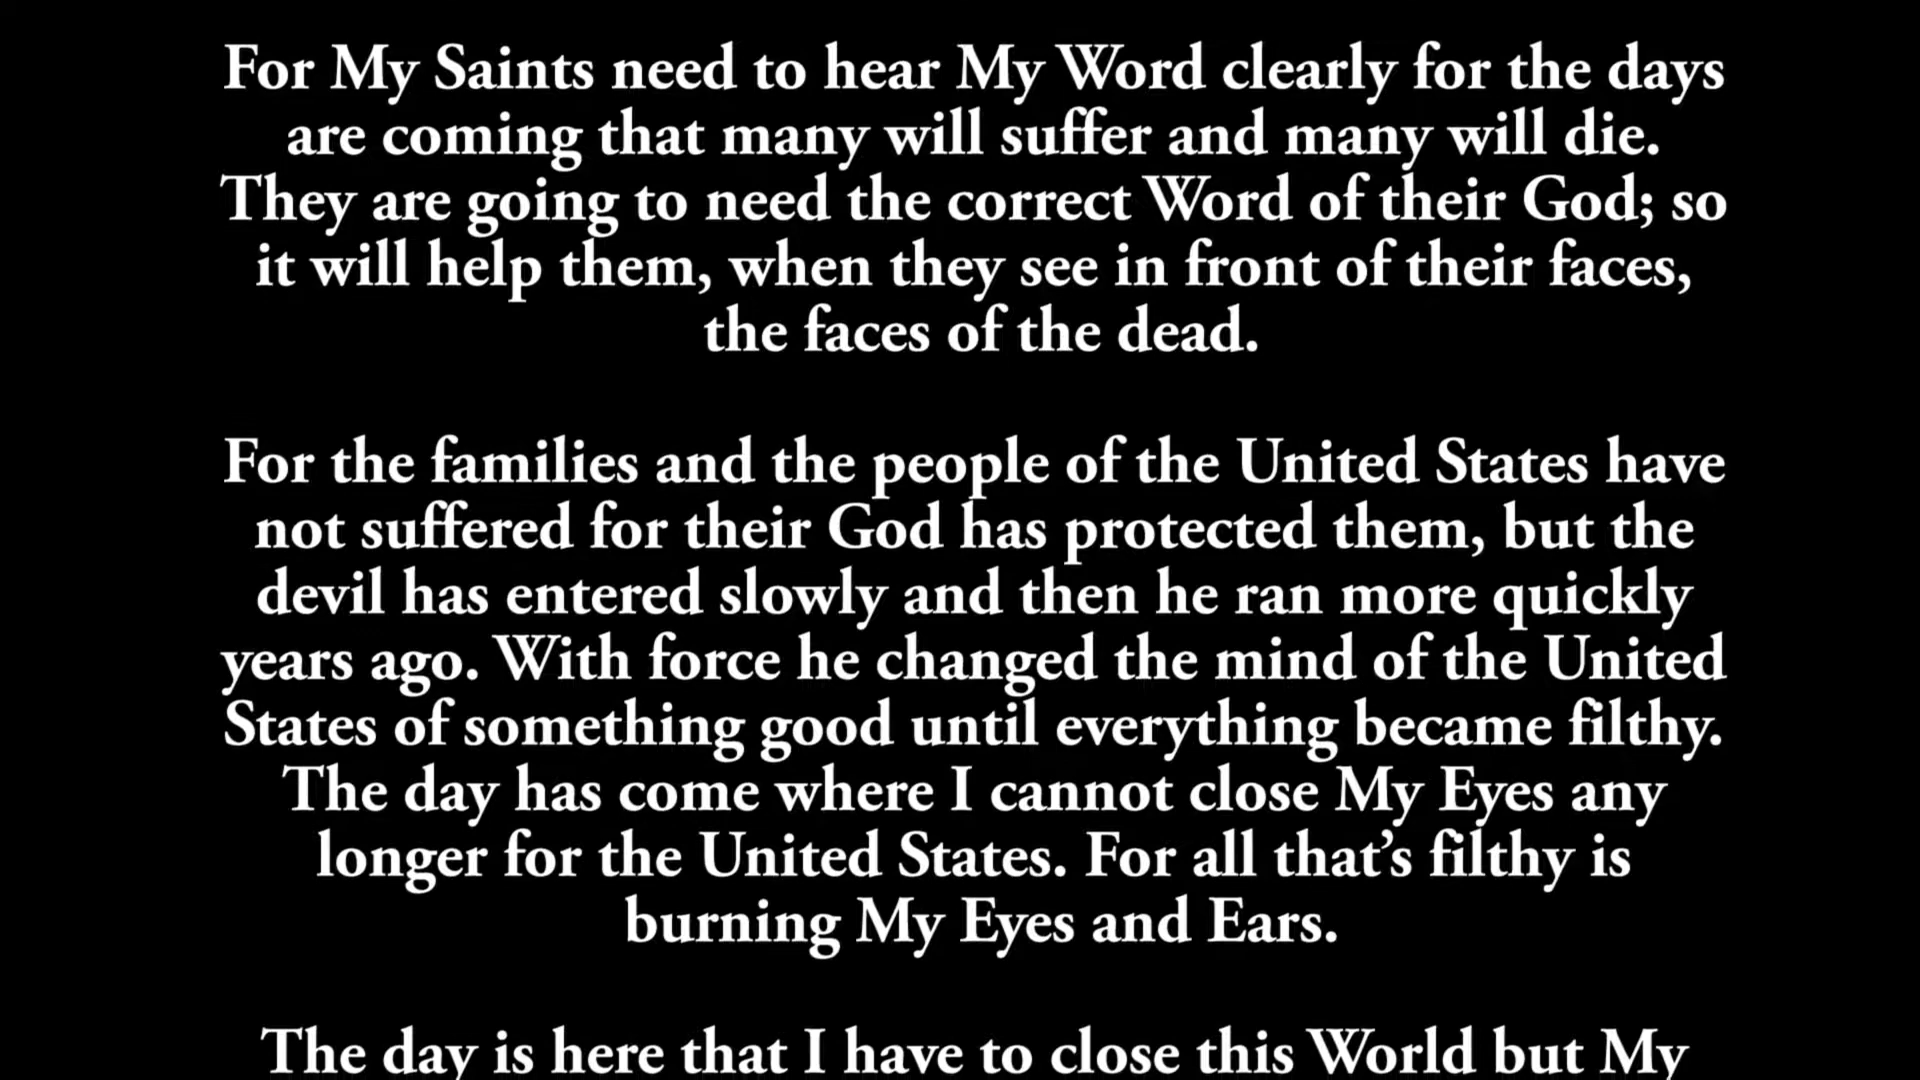 For My Saints need to hear My Word clearly for the days
are coming that many will suffer and many will die.
They are going to need the correct Word of their God; so
it will help them, when they see in front of their faces,
the faces of the dead.
For the families and the people of the United States have
not suffered for their God has protected them, but the
devil has entered slowly and then he ran more quickly
years ago. With force he changed the mind of the United
States of something good until everything became filthy.
The day has come where I cannot close My Eyes any
longer for the United States. For all that’s filthy is
burning My Eyes and Ears.
The day is here that I have to close this World but My